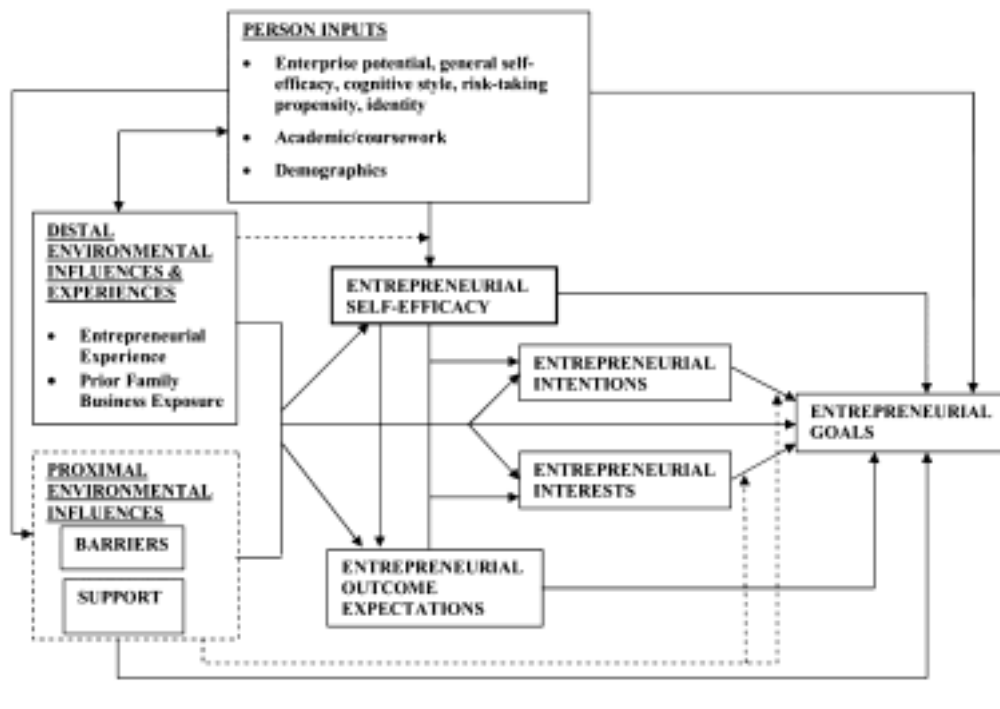 PERSON INPUTS
• Enterprise potential, general self-
efficacy, cognitive style, risk-taking
propensity, identity
• Academic/coursework
• Demographics
DISTAL
ENVIRONMENTAL
INFLUENCES &
EXPERIENCES
• Entrepreneurial
Experience
• Prior Family
Business Exposure
ENTREPRENEURIAL
SELF-EFFICACY
ENTREPRENEURIAL
INTENTIONS
ENTREPRENEURIAL
GOALS
PROXIMAL
ENVIRONMENTAL
INFLUENCES
BARRIERS
SUPPORT
ENTREPRENEURIAL
INTERESTS
ENTREPRENEURIAL
OUTCOME
EXPECTATIONS